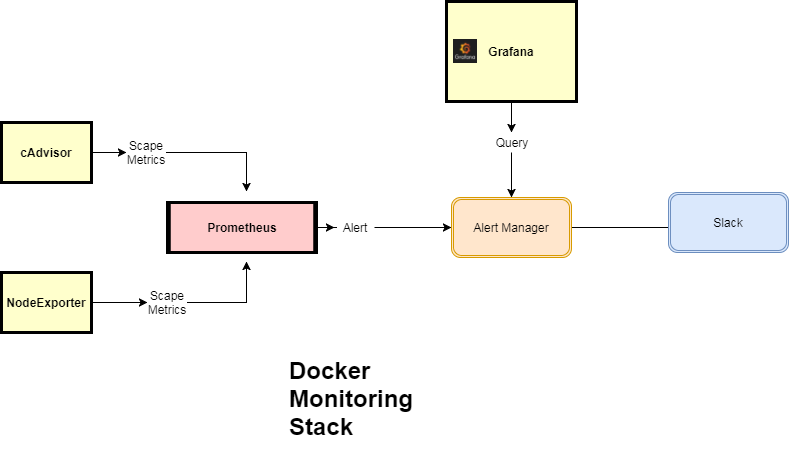 Grafana
Grafana
Query
cAdvisor
Scape
Metrics
Prometheus
Alert
Alert Manager
Slack
NodeExporter
Scape
Metrics
Docker
Monitoring
Stack